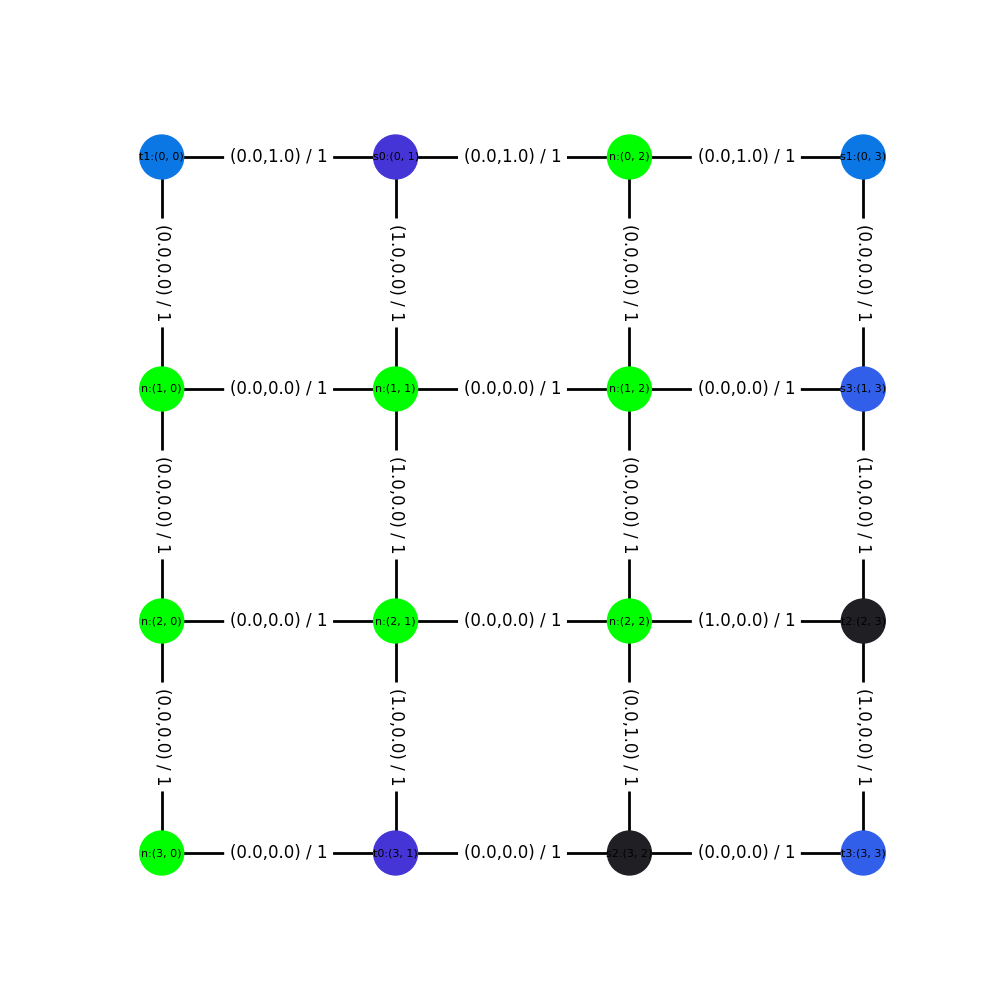 t1:(0, 0) (0.0,1.0) / 1 s0:(0, 1) (0.0,1.0) / 1 n:(0, 2) (0.0,1.0) / 1 s1:(0, 3)
(0.0,0.0) / 1 (1.0,0.0) / 1 (0.0,0.0) / 1 (0.0,0.0) / 1
n:(1, 0) (0.0,0.0) / 1 n:(1, 1) (0.0,0.0) / 1 n:(1, 2) (0.0,0.0) / 1 s3:(1, 3)
(0.0,0.0) / 1 (1.0,0.0) / 1 (0.0,0.0) / 1 (1.0,0.0) / 1
n:(2, 0) (0.0,0.0) / 1 n:(2, 1) (0.0,0.0) / 1 n:(2, 2) (1.0,0.0) / 1 t2:(2, 3)
(0.0,0.0) / 1 (1.0,0.0) / 1 (0.0,1.0) / 1 (1.0,0.0) / 1
n:(3, 0) (0.0,0.0) / 1 t0:(3, 1) (0.0,0.0) / 1 s2:(3, 2) (0.0,0.0) / 1 t3:(3, 3)